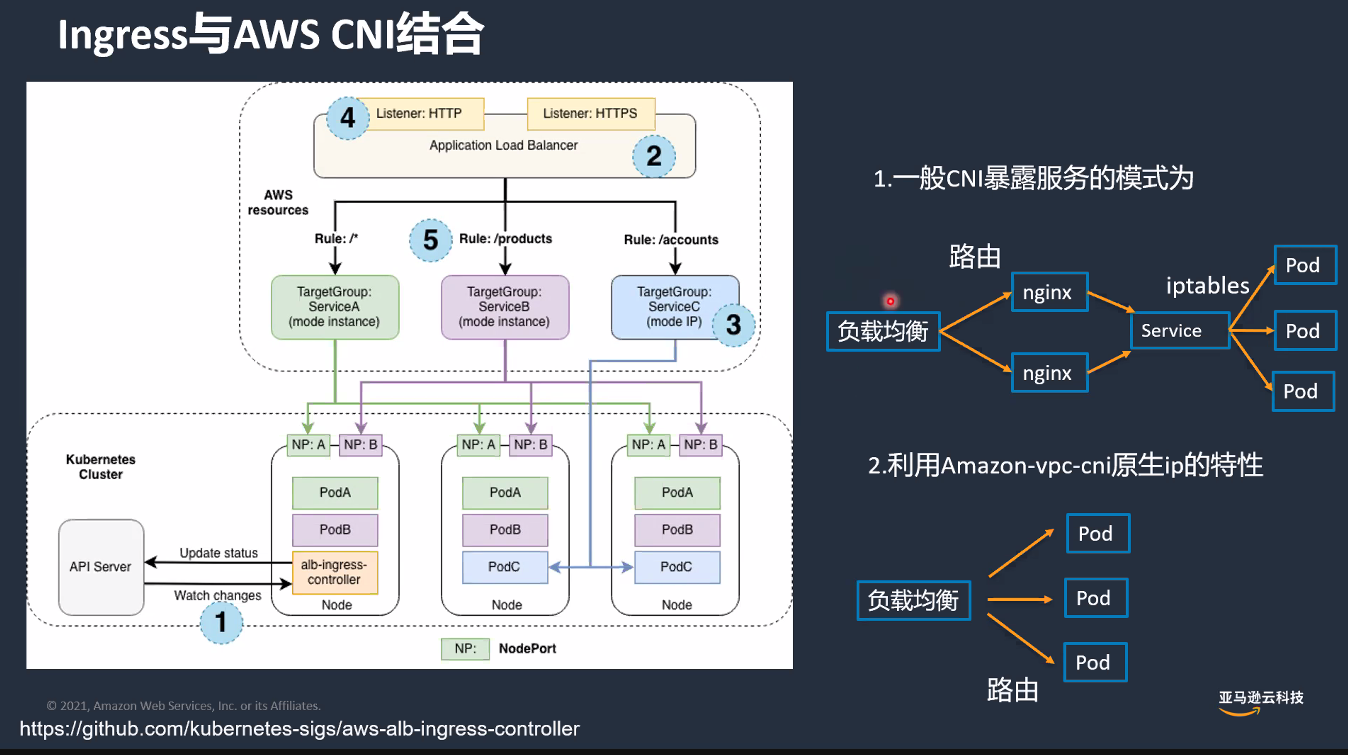 Ingress与AWS CNI结合
4
Listener: HTTP
Listener: HTTPS
Application Load Balancer
2
AWS
resources
Rule: /*
5
Rule: /products
Rule: /accounts
TargetGroup:
ServiceA
(mode instance)
TargetGroup:
ServiceB
(mode instance)
TargetGroup:
ServiceC
(mode IP)
3
Kubernetes
Cluster
NP: A
NP: B
NP: A
NP: B
NP: A
NP: B
PodA
PodB
alb-ingress-
controller
Node
PodA
PodB
PodC
Node
PodA
PodB
PodC
Node
API Server
Update status
Watch changes
1
NP:
NodePort
1.一般CNI暴露服务的模式为
路由
负载均衡
nginx
nginx
Service
iptables
Pod
Pod
Pod
2.利用Amazon-vpc-cni原生ip的特性
负载均衡
Pod
Pod
Pod
路由
© 2021, Amazon Web Services, Inc. or its Affiliates.
https://github.com/kubernetes-sigs/aws-alb-ingress-controller
亚马逊云科技